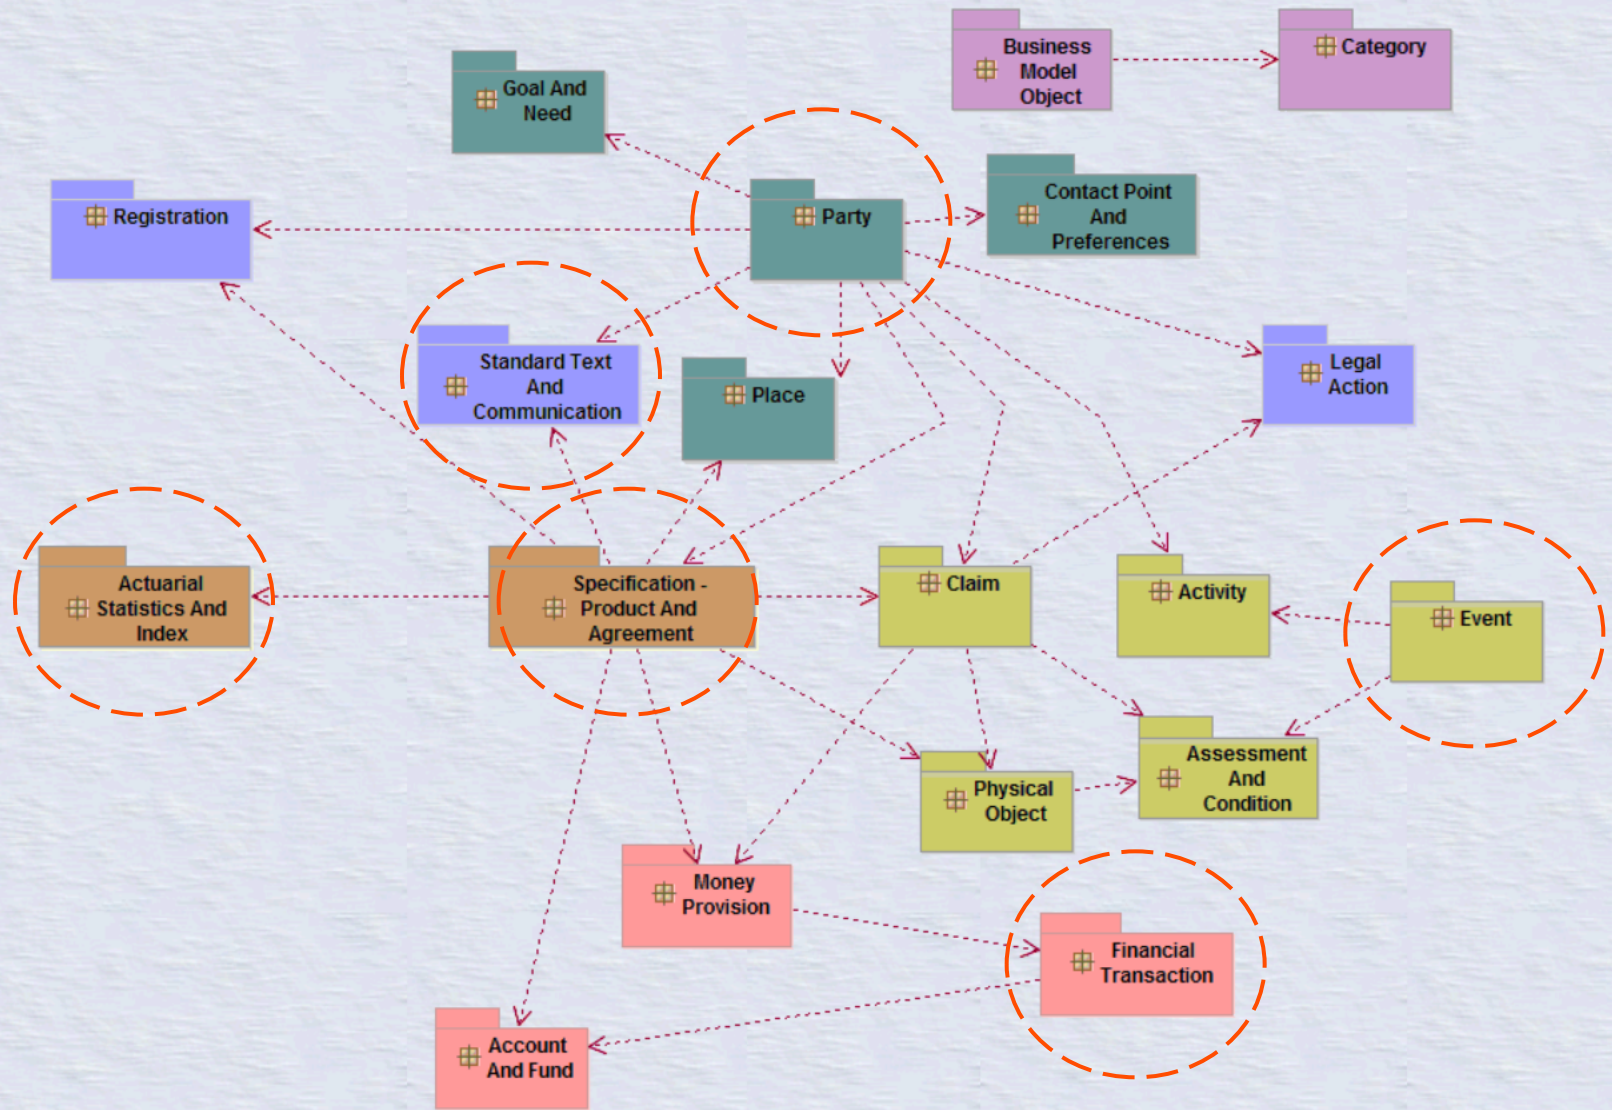 Business
Model
Object
Category
Goal And
Need
Contact Point
And
Preferences
Registration
Party
Standard Text
And
Communication
Place
Legal
Action
Actuarial
Statistics And
Index
Specification -
Product And
Agreement
Claim
Activity
Event
Physical
Object
Assessment
And
Condition
Money
Provision
Financial
Transaction
Account
And Fund